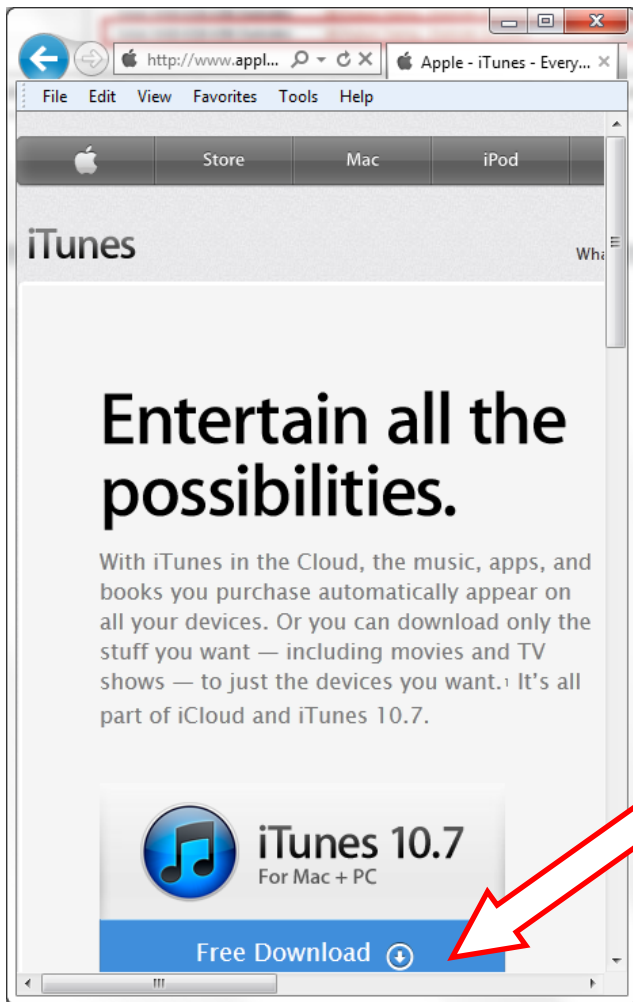 http://www.appl...
Apple - iTunes - Every...
File Edit View Favorites Tools Help
Store Mac iPod
iTunes
Wha
Entertain all the
possibilities.
With iTunes in the Cloud, the music, apps, and
books you purchase automatically appear on
all your devices. Or you can download only the
stuff you want — including movies and TV
shows — to just the devices you want.¹ It’s all
part of iCloud and iTunes 10.7.
iTunes 10.7
For Mac + PC
Free Download